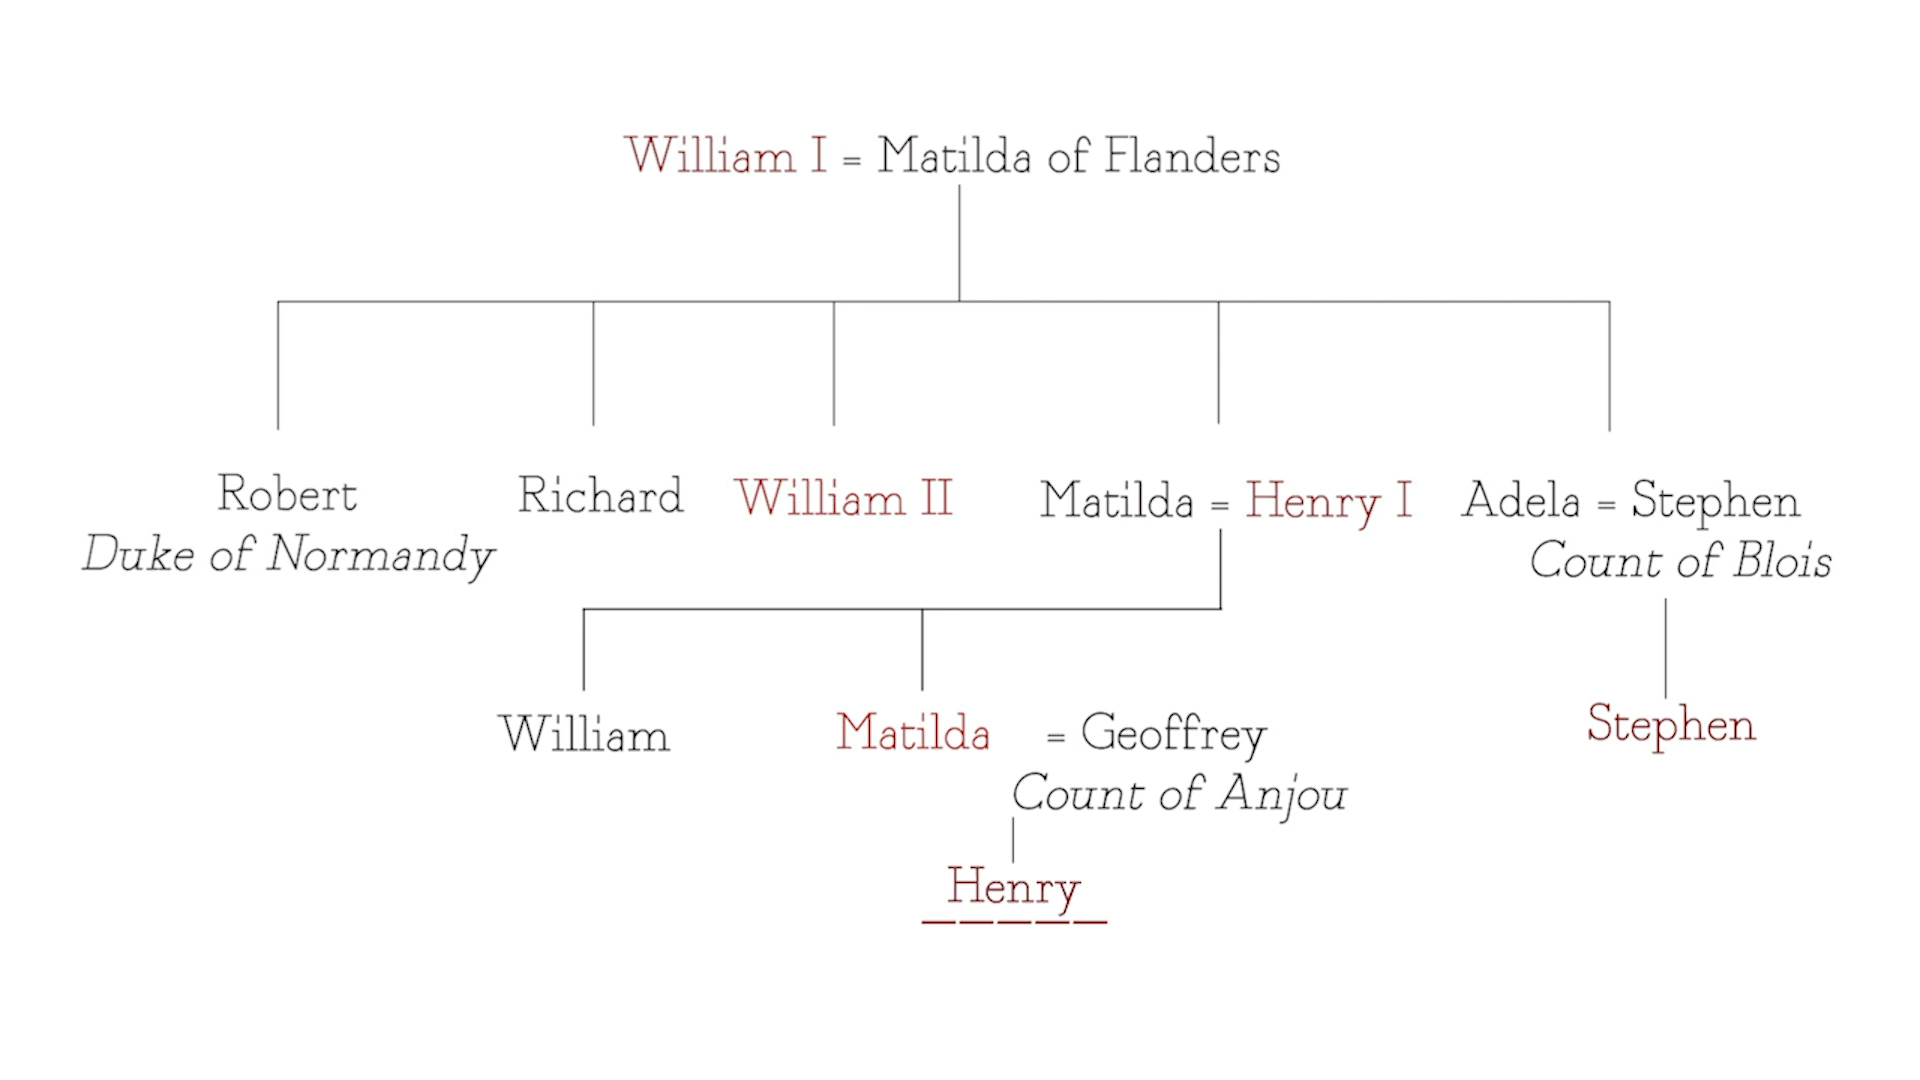 William I = Matilda of Flanders
Robert
Duke of Normandy
Richard
William II
Matilda = Henry I
Adela = Stephen
Count of Blois
William
Matilda = Geoffrey
Count of Anjou
Stephen
Henry